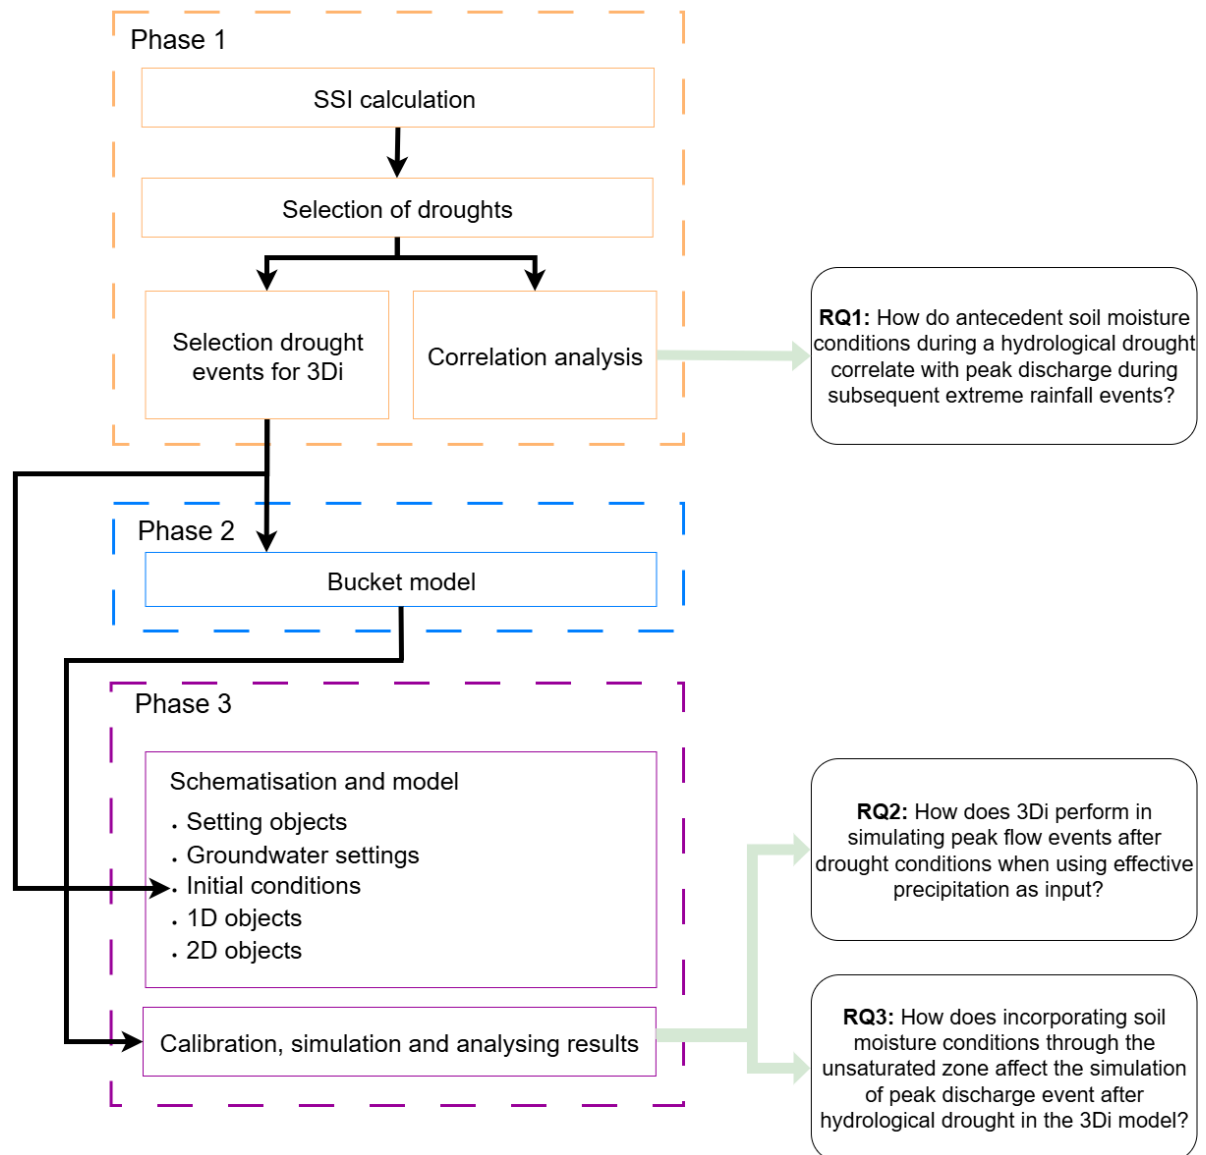 Phase 1
SSI calculation
Selection of droughts
Selection drought
events for 3Di
Correlation analysis
RQ1: How do antecedent soil moisture
conditions during a hydrological drought
correlate with peak discharge during
subsequent extreme rainfall events?
Phase 2
Bucket model
Phase 3
Schematisation and model
• Setting objects
• Groundwater settings
• Initial conditions
• 1D objects
• 2D objects
Calibration, simulation and analysing results
RQ2: How does 3Di perform in
simulating peak flow events after
drought conditions when using effective
precipitation as input?
RQ3: How does incorporating soil
moisture conditions through the
unsaturated zone affect the simulation
of peak discharge event after
hydrological drought in the 3Di model?